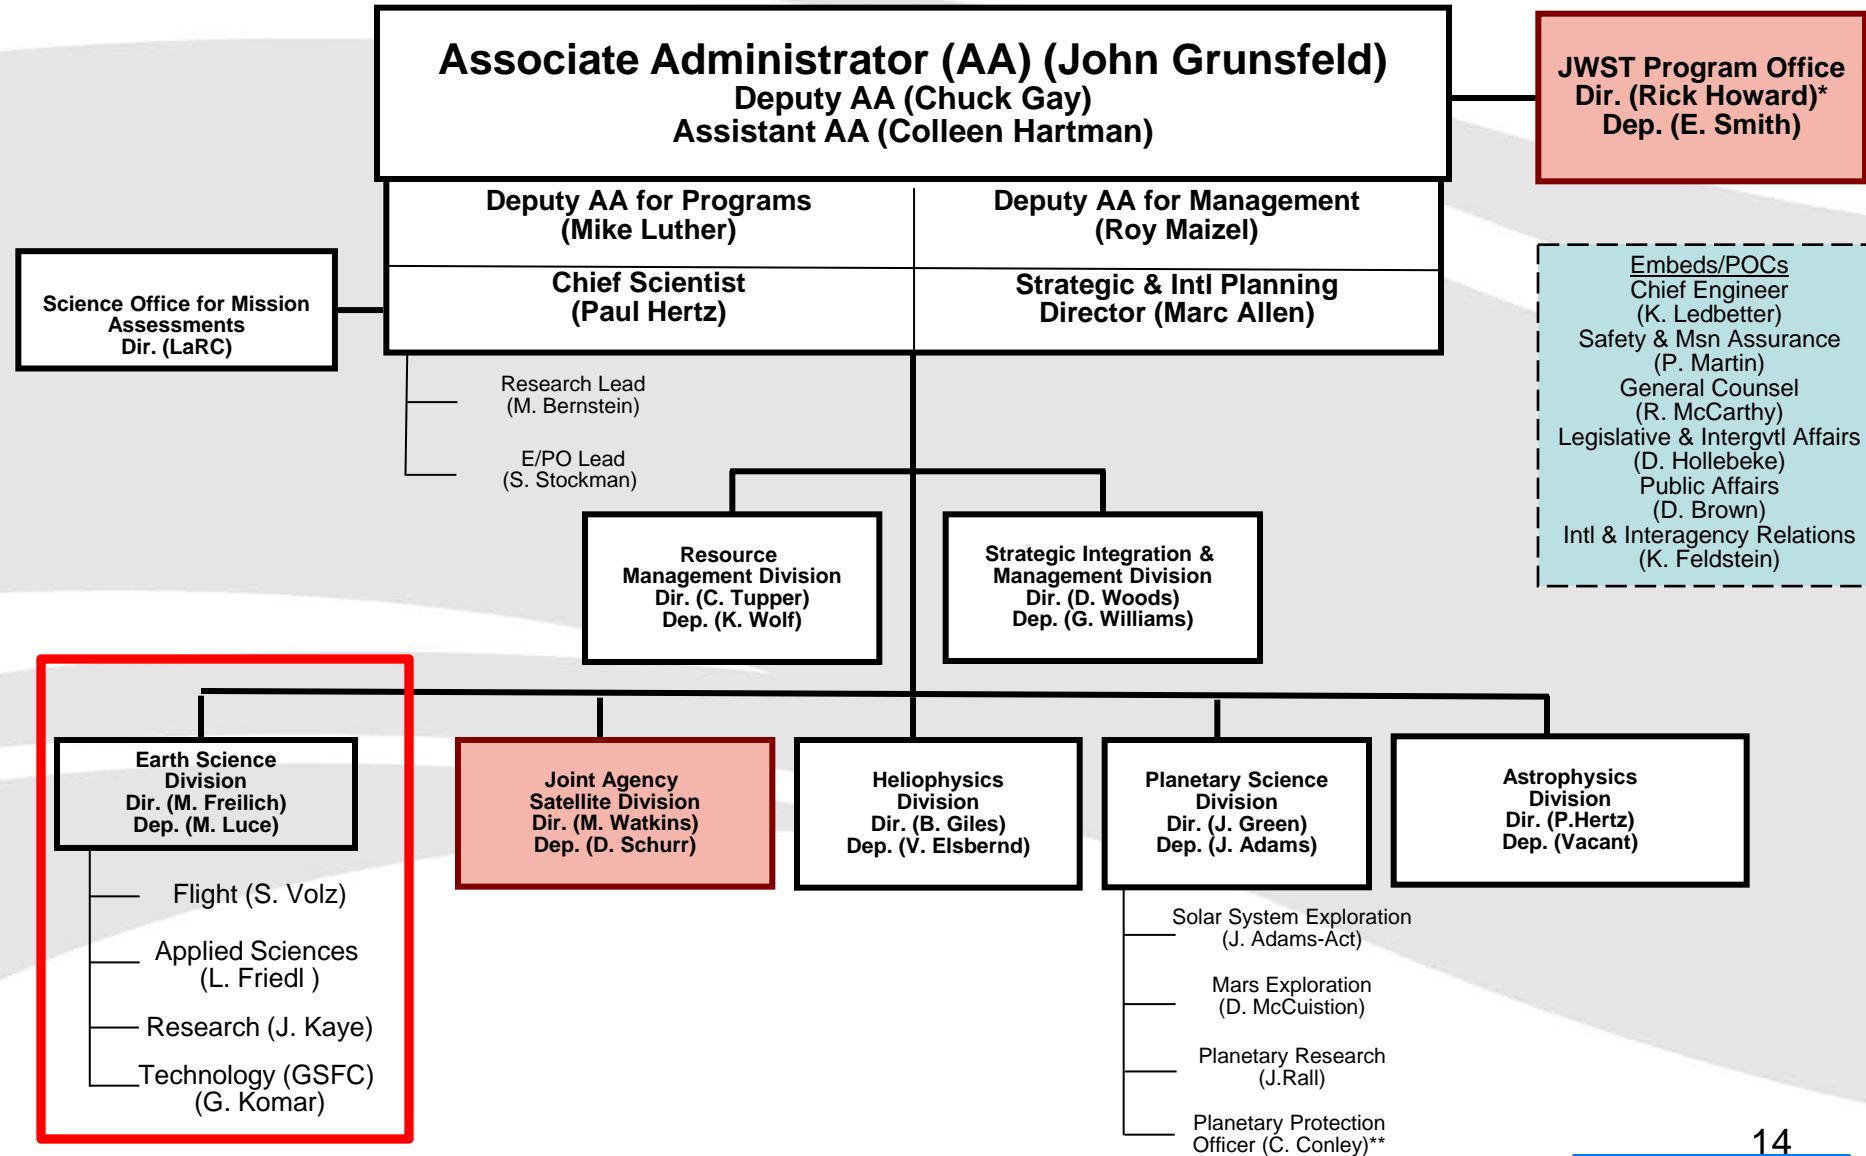 Associate Administrator (AA) (John Grunsfeld)
Deputy AA (Chuck Gay)
Assistant AA (Colleen Hartman)
JWST Program Office
Dir. (Rick Howard)*
Dep. (E. Smith)
Deputy AA for Programs
(Mike Luther)
Deputy AA for Management
(Roy Maizel)
Chief Scientist
(Paul Hertz)
Strategic & Intl Planning
Director (Marc Allen)
Science Office for Mission
Assessments
Dir. (LaRC)
Embeds/POCs
Chief Engineer
(K. Ledbetter)
Safety & Msn Assurance
(P. Martin)
General Counsel
(R. McCarthy)
Legislative & Intergvtl Affairs
(D. Hollebeke)
Public Affairs
(D. Brown)
Intl & Interagency Relations
(K. Feldstein)
Research Lead
(M. Bernstein)
E/PO Lead
(S. Stockman)
Resource
Management Division
Dir. (C. Tupper)
Dep. (K. Wolf)
Strategic Integration &
Management Division
Dir. (D. Woods)
Dep. (G. Williams)
Earth Science
Division
Dir. (M. Freilich)
Dep. (M. Luce)
Flight (S. Volz)
Applied Sciences
(L. Friedl )
Research (J. Kaye)
Technology (GSFC)
(G. Komar)
Joint Agency
Satellite Division
Dir. (M. Watkins)
Dep. (D. Schurr)
Heliophysics
Division
Dir. (B. Giles)
Dep. (V. Elsbernd)
Planetary Science
Division
Dir. (J. Green)
Dep. (J. Adams)
Solar System Exploration
(J. Adams-Act)
Mars Exploration
(D. McCuistion)
Planetary Research
(J.Rall)
Planetary Protection
Officer (C. Conley)**
Astrophysics
Division
Dir. (P.Hertz)
Dep. (Vacant)
14